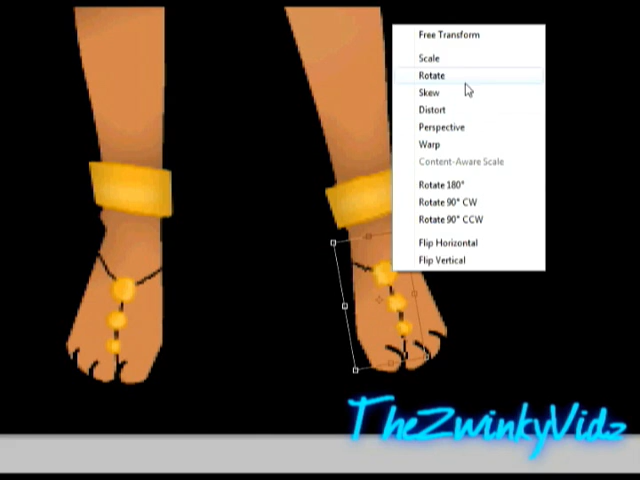 Free Transform
Scale
Rotate
Skew
Distort
Perspective
Warp
Content-Aware Scale
Rotate 180°
Rotate 90° CW
Rotate 90° CCW
Flip Horizontal
Flip Vertical
TheZwinkyVidz